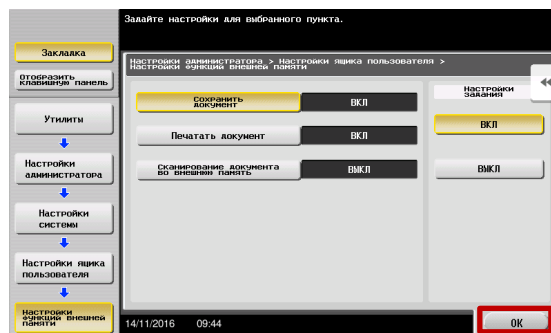 Задайте настройки для выбранного пункта.
Закладка
Отобразить
клавишную панель
Утилиты
Настройки
администратора
Настройки
системы
Настройки ящика
пользователя
Настройки
функций внешней
памяти
Настройки администратора > Настройки ящика пользователя >
Настройки функций внешней памяти
Сохранить
документ
ВКЛ
Печатать документ
ВКЛ
Сканирование документа
во внешнюю память
ВЫКЛ
Настройки
задания
ВКЛ
ВЫКЛ
14/11/2016 09:44
OK